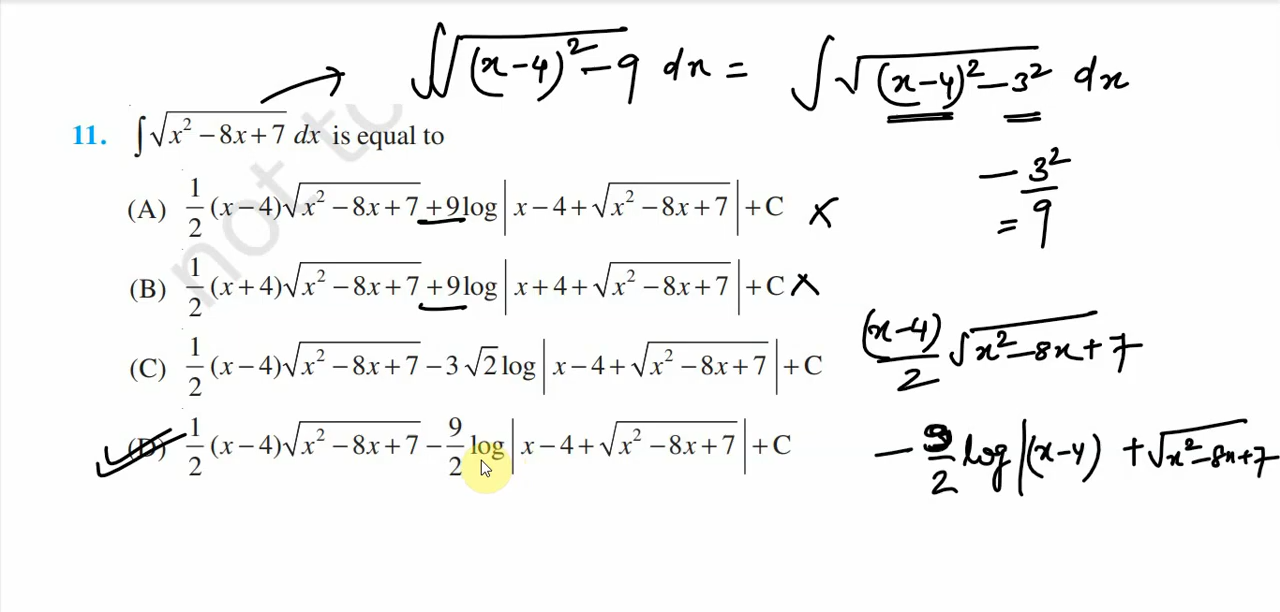 ∫√((x-4)² - 9) dx = ∫√((x-4)² - 3²) dx
11. ∫√(x² - 8x + 7) dx is equal to
- 3²
= 9
(A) 1/2 (x-4)√(x² - 8x + 7) + 9log|x - 4 + √(x² - 8x + 7)| + C ×
(B) 1/2 (x+4)√(x² - 8x + 7) + 9log|x + 4 + √(x² - 8x + 7)| + C ×
(x-4)/2 √(x² - 8x + 7)
(C) 1/2 (x-4)√(x² - 8x + 7) - 3√2 log|x - 4 + √(x² - 8x + 7)| + C
(D) 1/2 (x-4)√(x² - 8x + 7) - 9/2 log|x - 4 + √(x² - 8x + 7)| + C
- 9/2 log|(x-4) + √(x² - 8x + 7)
not to